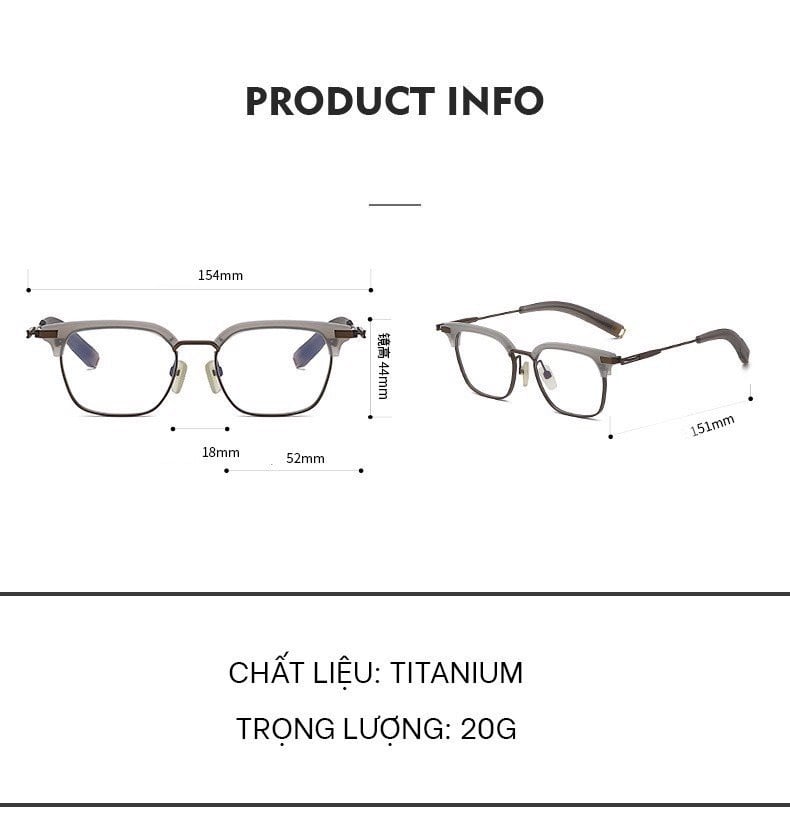 PRODUCT INFO
154mm
镜高 44mm
18mm
52mm
151mm
CHẤT LIỆU: TITANIUM
TRỌNG LƯỢNG: 20G